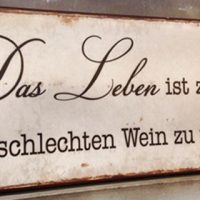 Das Leben ist z
schlechten Wein zu